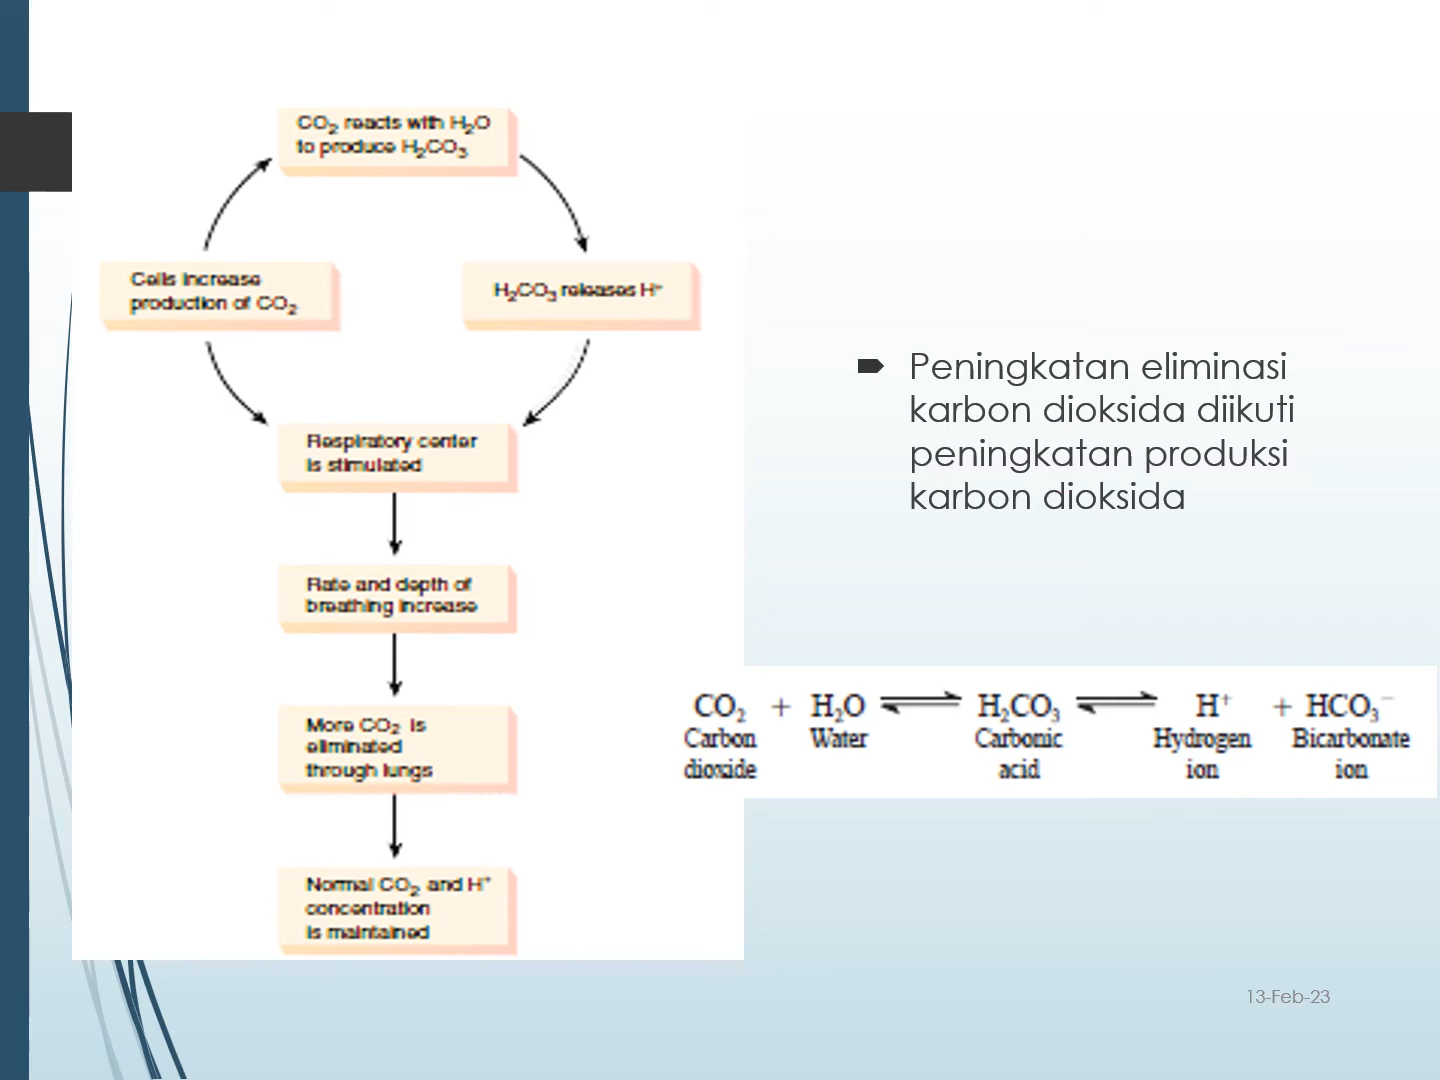 CO₂ reacts with H₂O
to produce H₂CO₃
Cells increase
production of CO₂
H₂CO₃ releases H⁺
Respiratory center
is stimulated
Rate and depth of
breathing increase
More CO₂ is
eliminated
through lungs
Normal CO₂ and H⁺
concentration
is maintained
Peningkatan eliminasi
karbon dioksida diikuti
peningkatan produksi
karbon dioksida
CO₂ + H₂O ⇌ H₂CO₃ ⇌ H⁺ + HCO₃⁻
Carbon Water Carbonic Hydrogen Bicarbonate
dioxide acid ion ion
13-Feb-23